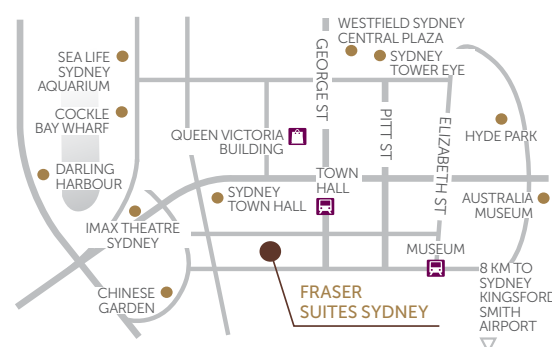 WESTFIELD SYDNEY
CENTRAL PLAZA
SEA LIFE
SYDNEY
AQUARIUM
GEORGE ST
SYDNEY
TOWER EYE
COCKLE
BAY WHARF
PITT ST
ELIZABETH ST
HYDE PARK
QUEEN VICTORIA
BUILDING
DARLING
HARBOUR
TOWN
HALL
SYDNEY
TOWN HALL
AUSTRALIA
MUSEUM
IMAX THEATRE
SYDNEY
MUSEUM
CHINESE
GARDEN
FRASER
SUITES SYDNEY
8 KM TO
SYDNEY
KINGSFORD
SMITH
AIRPORT